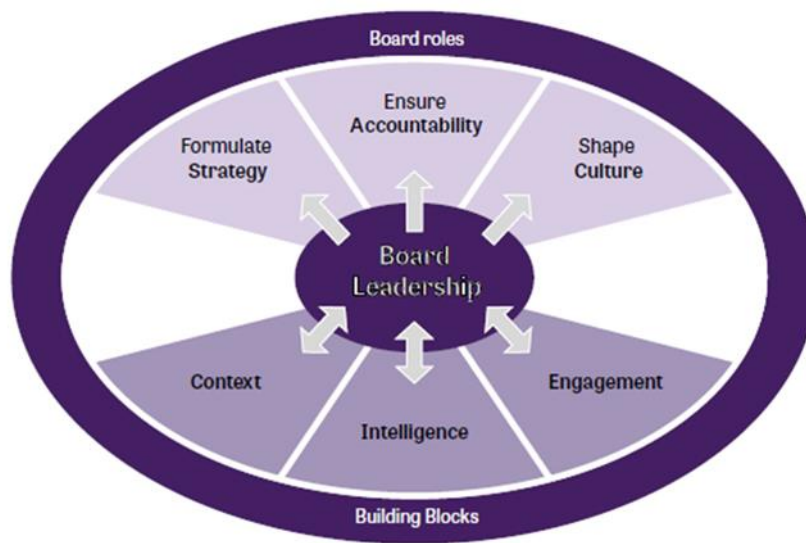 Board roles
Formulate
Strategy
Ensure
Accountability
Shape
Culture
Board
Leadership
Context
Intelligence
Engagement
Building Blocks